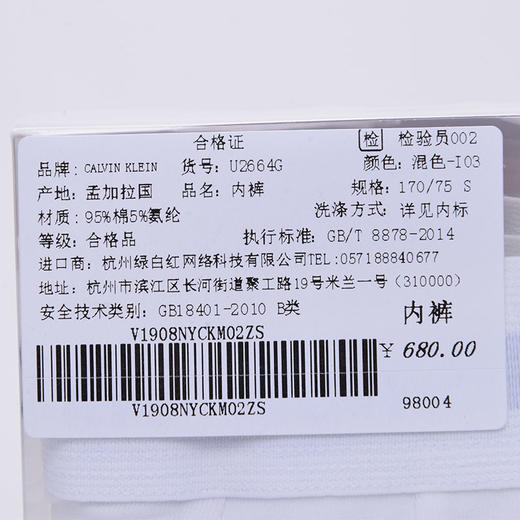 合格证 检 检验员002
品牌: CALVIN KLEIN 货号: U2664G 颜色: 混色-I03
产地: 孟加拉国 品名: 内裤 规格: 170/75 S
材质: 95%棉5%氨纶 洗涤方式: 详见内标
等级: 合格品 执行标准: GB/T 8878-2014
进口商: 杭州绿白红网络科技有限公司TEL:057188840677
地址: 杭州市滨江区长河街道聚工路19号米兰一号 (310000)
安全技术类别: GB18401-2010 B类
V1908NYCKM02ZS 内裤
¥ 680.00
V1908NYCKM02ZS 98004